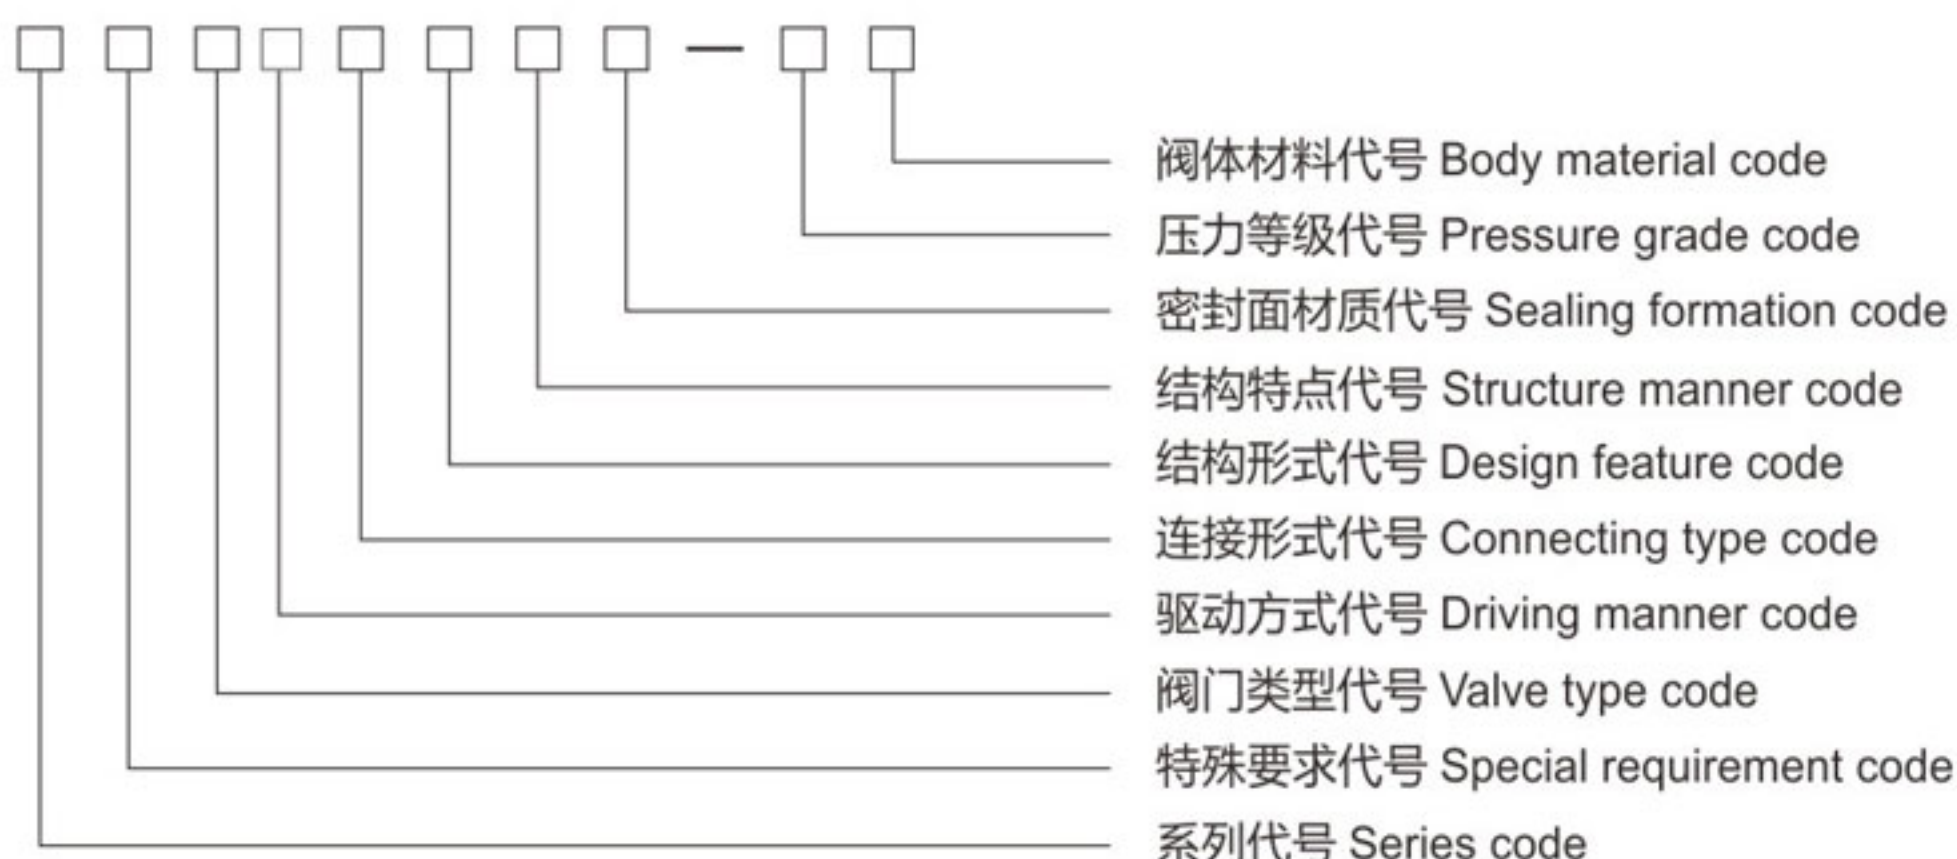 阀体材料代号 Body material code
压力等级代号 Pressure grade code
密封面材质代号 Sealing formation code
结构特点代号 Structure manner code
结构形式代号 Design feature code
连接形式代号 Connecting type code
驱动方式代号 Driving manner code
阀门类型代号 Valve type code
特殊要求代号 Special requirement code
系列代号 Series code